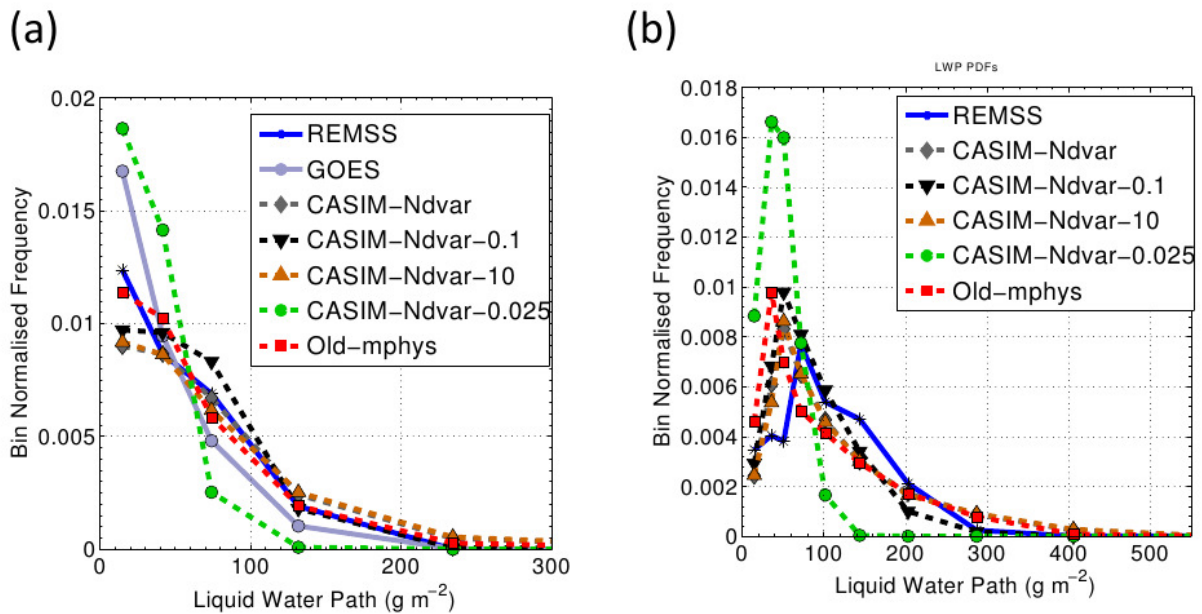 (a)
0.02
0.015
0.01
0.005
0
0
100
200
300
Bin Normalised Frequency
Liquid Water Path (g m⁻²)
REMSS
GOES
CASIM−Ndvar
CASIM−Ndvar−0.1
CASIM−Ndvar−10
CASIM−Ndvar−0.025
Old−mphys
(b)
LWP PDFs
0.018
0.016
0.014
0.012
0.01
0.008
0.006
0.004
0.002
0
0
100
200
300
400
500
Bin Normalised Frequency
Liquid Water Path (g m⁻²)
REMSS
CASIM−Ndvar
CASIM−Ndvar−0.1
CASIM−Ndvar−10
CASIM−Ndvar−0.025
Old−mphys